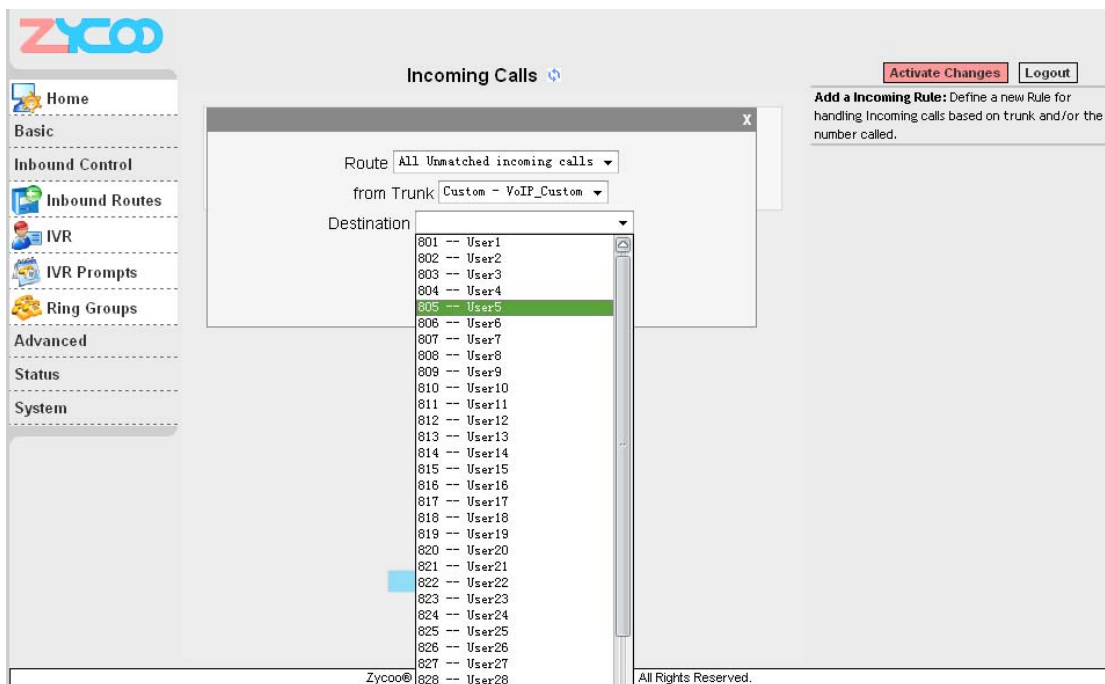 ZYCOO
Incoming Calls
Activate Changes
Logout
Add a Incoming Rule: Define a new Rule for
handling Incoming calls based on trunk and/or the
number called.
Home
Basic
Inbound Control
Inbound Routes
IVR
IVR Prompts
Ring Groups
Advanced
Status
System
X
Route All Unmatched incoming calls
from Trunk Custom - VoIP_Custom
Destination
801 -- User1
802 -- User2
803 -- User3
804 -- User4
805 -- User5
806 -- User6
807 -- User7
808 -- User8
809 -- User9
810 -- User10
811 -- User11
812 -- User12
813 -- User13
814 -- User14
815 -- User15
816 -- User16
817 -- User17
818 -- User18
819 -- User19
820 -- User20
821 -- User21
822 -- User22
823 -- User23
824 -- User24
825 -- User25
826 -- User26
827 -- User27
828 -- User28
Zycoo® All Rights Reserved.